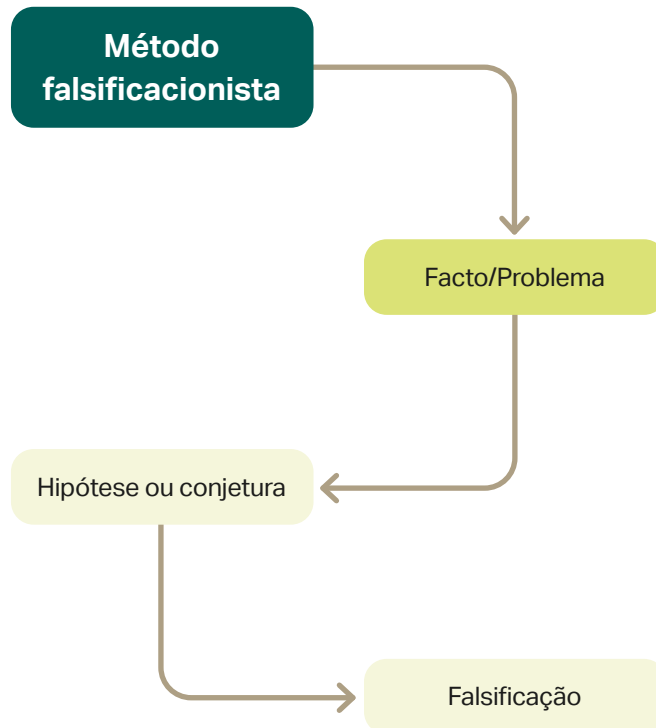 Método
falsificacionista
Facto/Problema
Hipótese ou conjetura
Falsificação